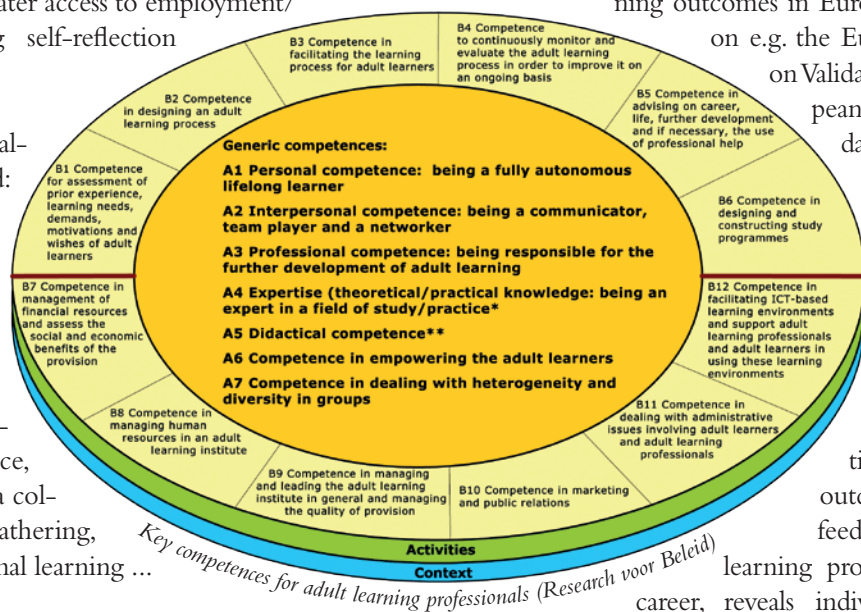 ater access to employment/
g self-reflection
al-
d:
ce,
a col-
athering,
nal learning ...
ning outcomes in Euro
on e.g. the Eu
on Valida
pean
da
B1 Competence
for assessment of
prior experience,
learning needs,
demands,
motivations and
wishes of adult
learners
B2 Competence
in designing an adult
learning process
B3 Competence in
facilitating the learning
process for adult learners
B4 Competence
to continuously monitor and
evaluate the adult learning
process in order to improve it on
an ongoing basis
B5 Competence in
advising on career,
life, further development
and if necessary, the use
of professional help
B6 Competence in
designing and
constructing study
programmes
Generic competences:
A1 Personal competence: being a fully autonomous
lifelong learner
A2 Interpersonal competence: being a communicator,
team player and a networker
A3 Professional competence: being responsible for the
further development of adult learning
A4 Expertise (theoretical/practical knowledge: being an
expert in a field of study/practice*
A5 Didactical competence**
A6 Competence in empowering the adult learners
A7 Competence in dealing with heterogeneity and
diversity in groups
B7 Competence in
management of
financial resources
and assess the
social and economic
benefits of the
provision
B8 Competence in
managing human
resources in an adult
learning institute
B9 Competence in managing
and leading the adult learning
institute in general and managing
the quality of provision
B10 Competence in marketing
and public relations
B11 Competence in
dealing with administrative
issues involving adult learners
and adult learning
professionals
B12 Competence in
facilitating ICT-based
learning environments
and support adult
learning professionals
and adult learners in
using these learning
environments
Activities
Context
Key competences for adult learning professionals (Research voor Beleid)
ti
outc
feed
learning pro
career, reveals indiv